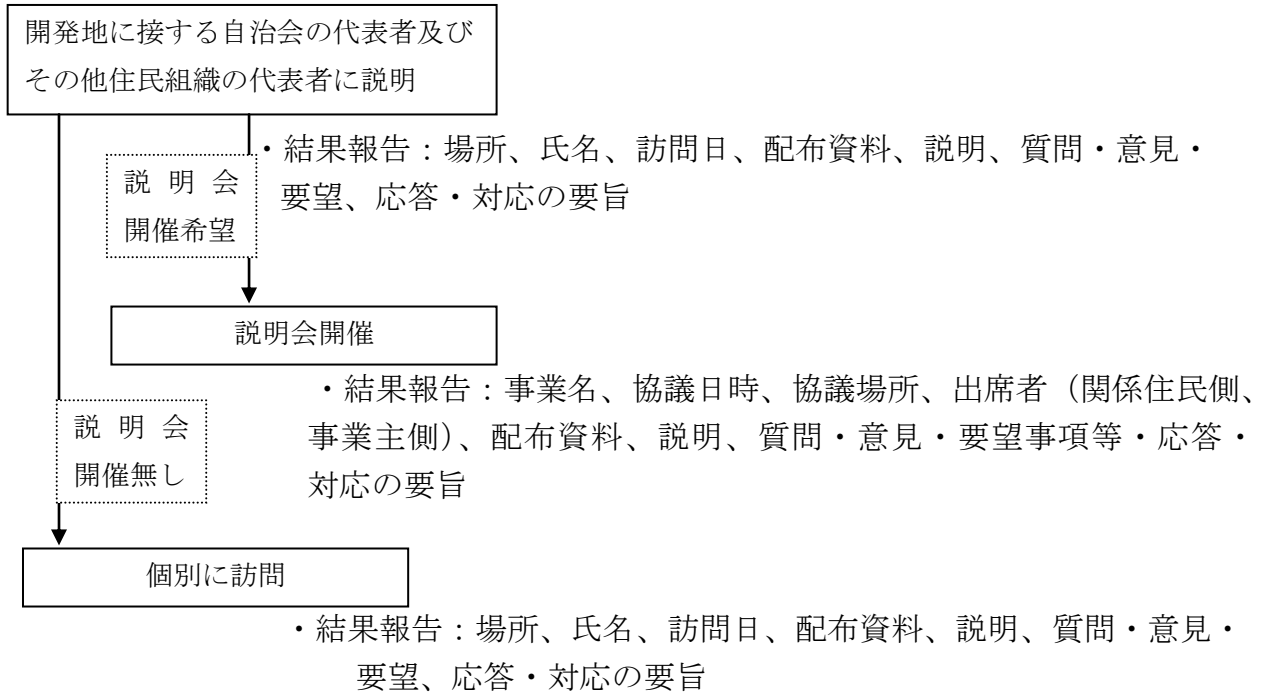 開発地に接する自治会の代表者及び
その他住民組織の代表者に説明
・結果報告：場所、氏名、訪問日、配布資料、説明、質問・意見・
要望、応答・対応の要旨
説明会
開催希望
説明会開催
・結果報告：事業名、協議日時、協議場所、出席者（関係住民側、
事業主側）、配布資料、説明、質問・意見・要望事項等・応答・
対応の要旨
説明会
開催無し
個別に訪問
・結果報告：場所、氏名、訪問日、配布資料、説明、質問・意見・
要望、応答・対応の要旨